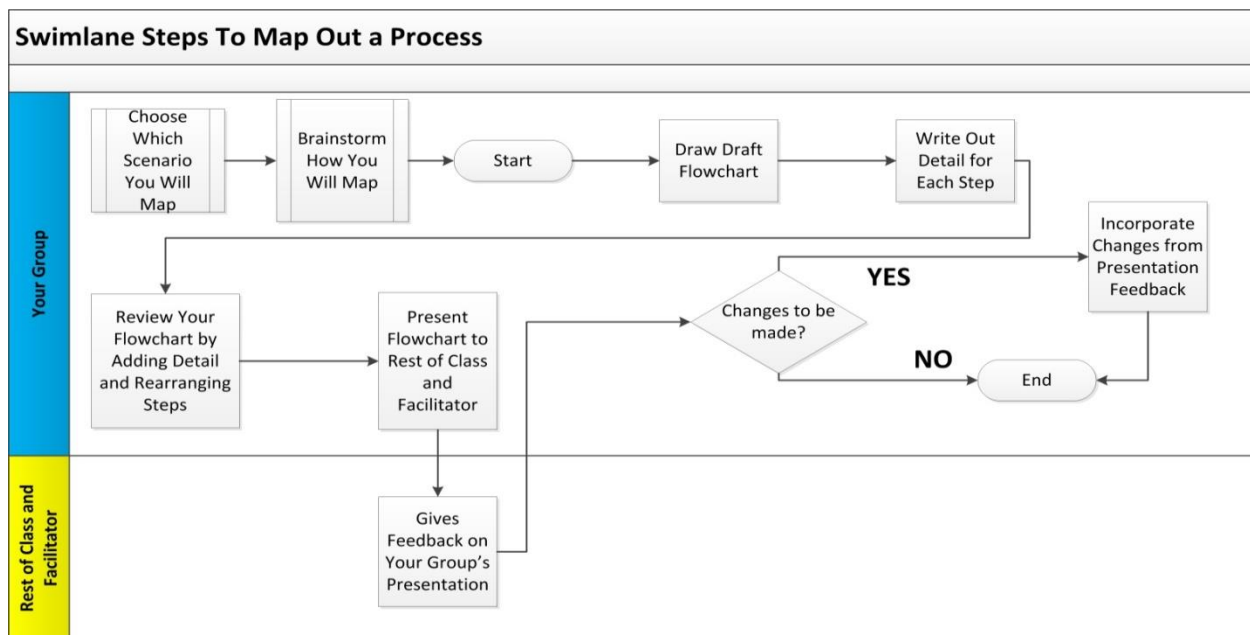 Swimlane Steps To Map Out a Process
Your Group
Choose
Which
Scenario
You Will
Map
Brainstorm
How You
Will Map
Start
Draw Draft
Flowchart
Write Out
Detail for
Each Step
Review Your
Flowchart by
Adding Detail
and Rearranging
Steps
Present
Flowchart to
Rest of Class
and
Facilitator
Changes to be
made?
YES
Incorporate
Changes from
Presentation
Feedback
NO
End
Rest of Class and
Facilitator
Gives
Feedback on
Your Group’s
Presentation